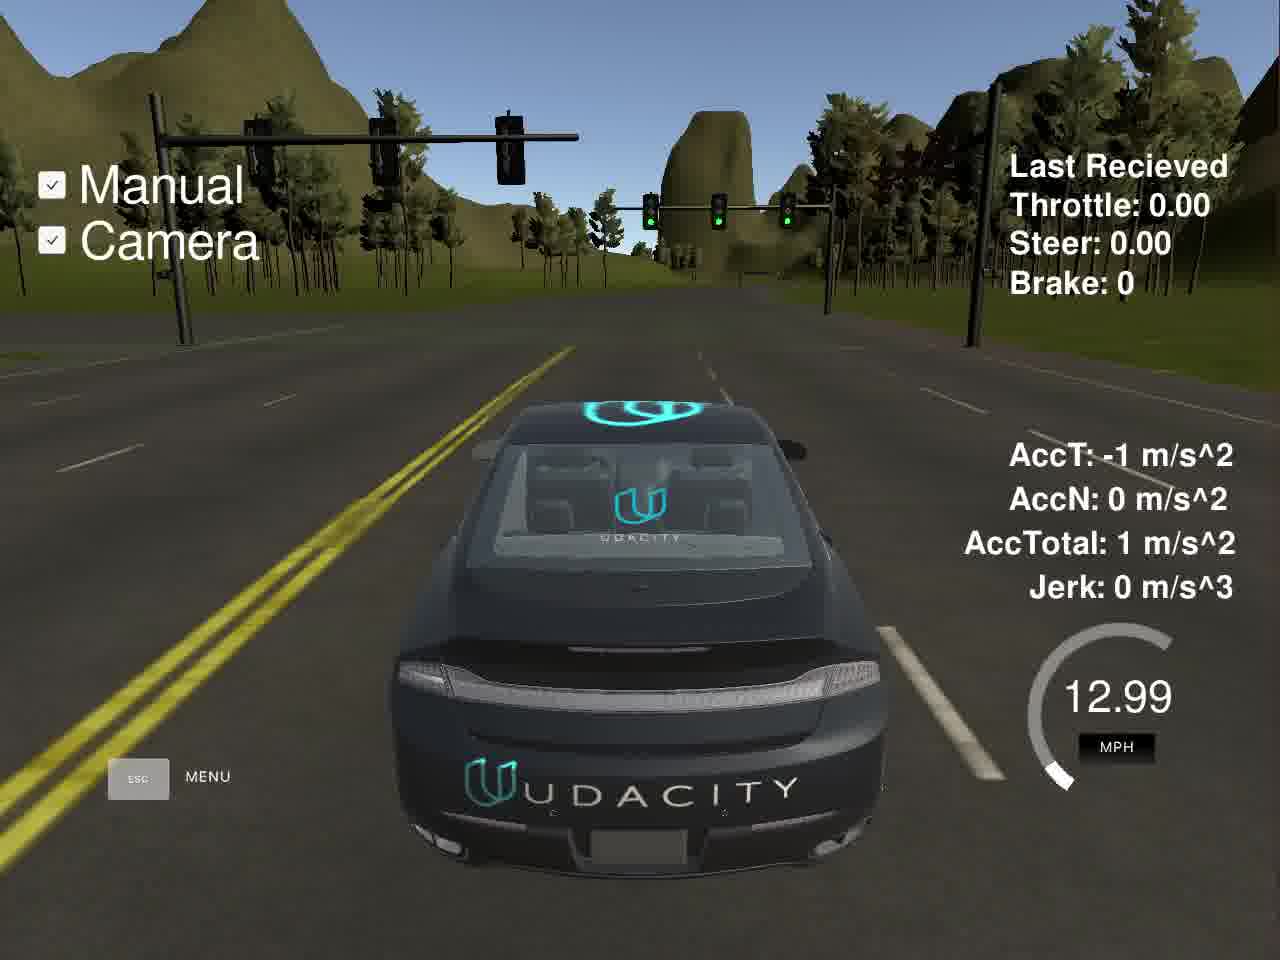 Manual
Camera
Last Recieved
Throttle: 0.00
Steer: 0.00
Brake: 0
AccT: -1 m/s^2
AccN: 0 m/s^2
AccTotal: 1 m/s^2
Jerk: 0 m/s^3
12.99
MPH
UDACITY
ESC MENU
UDACITY